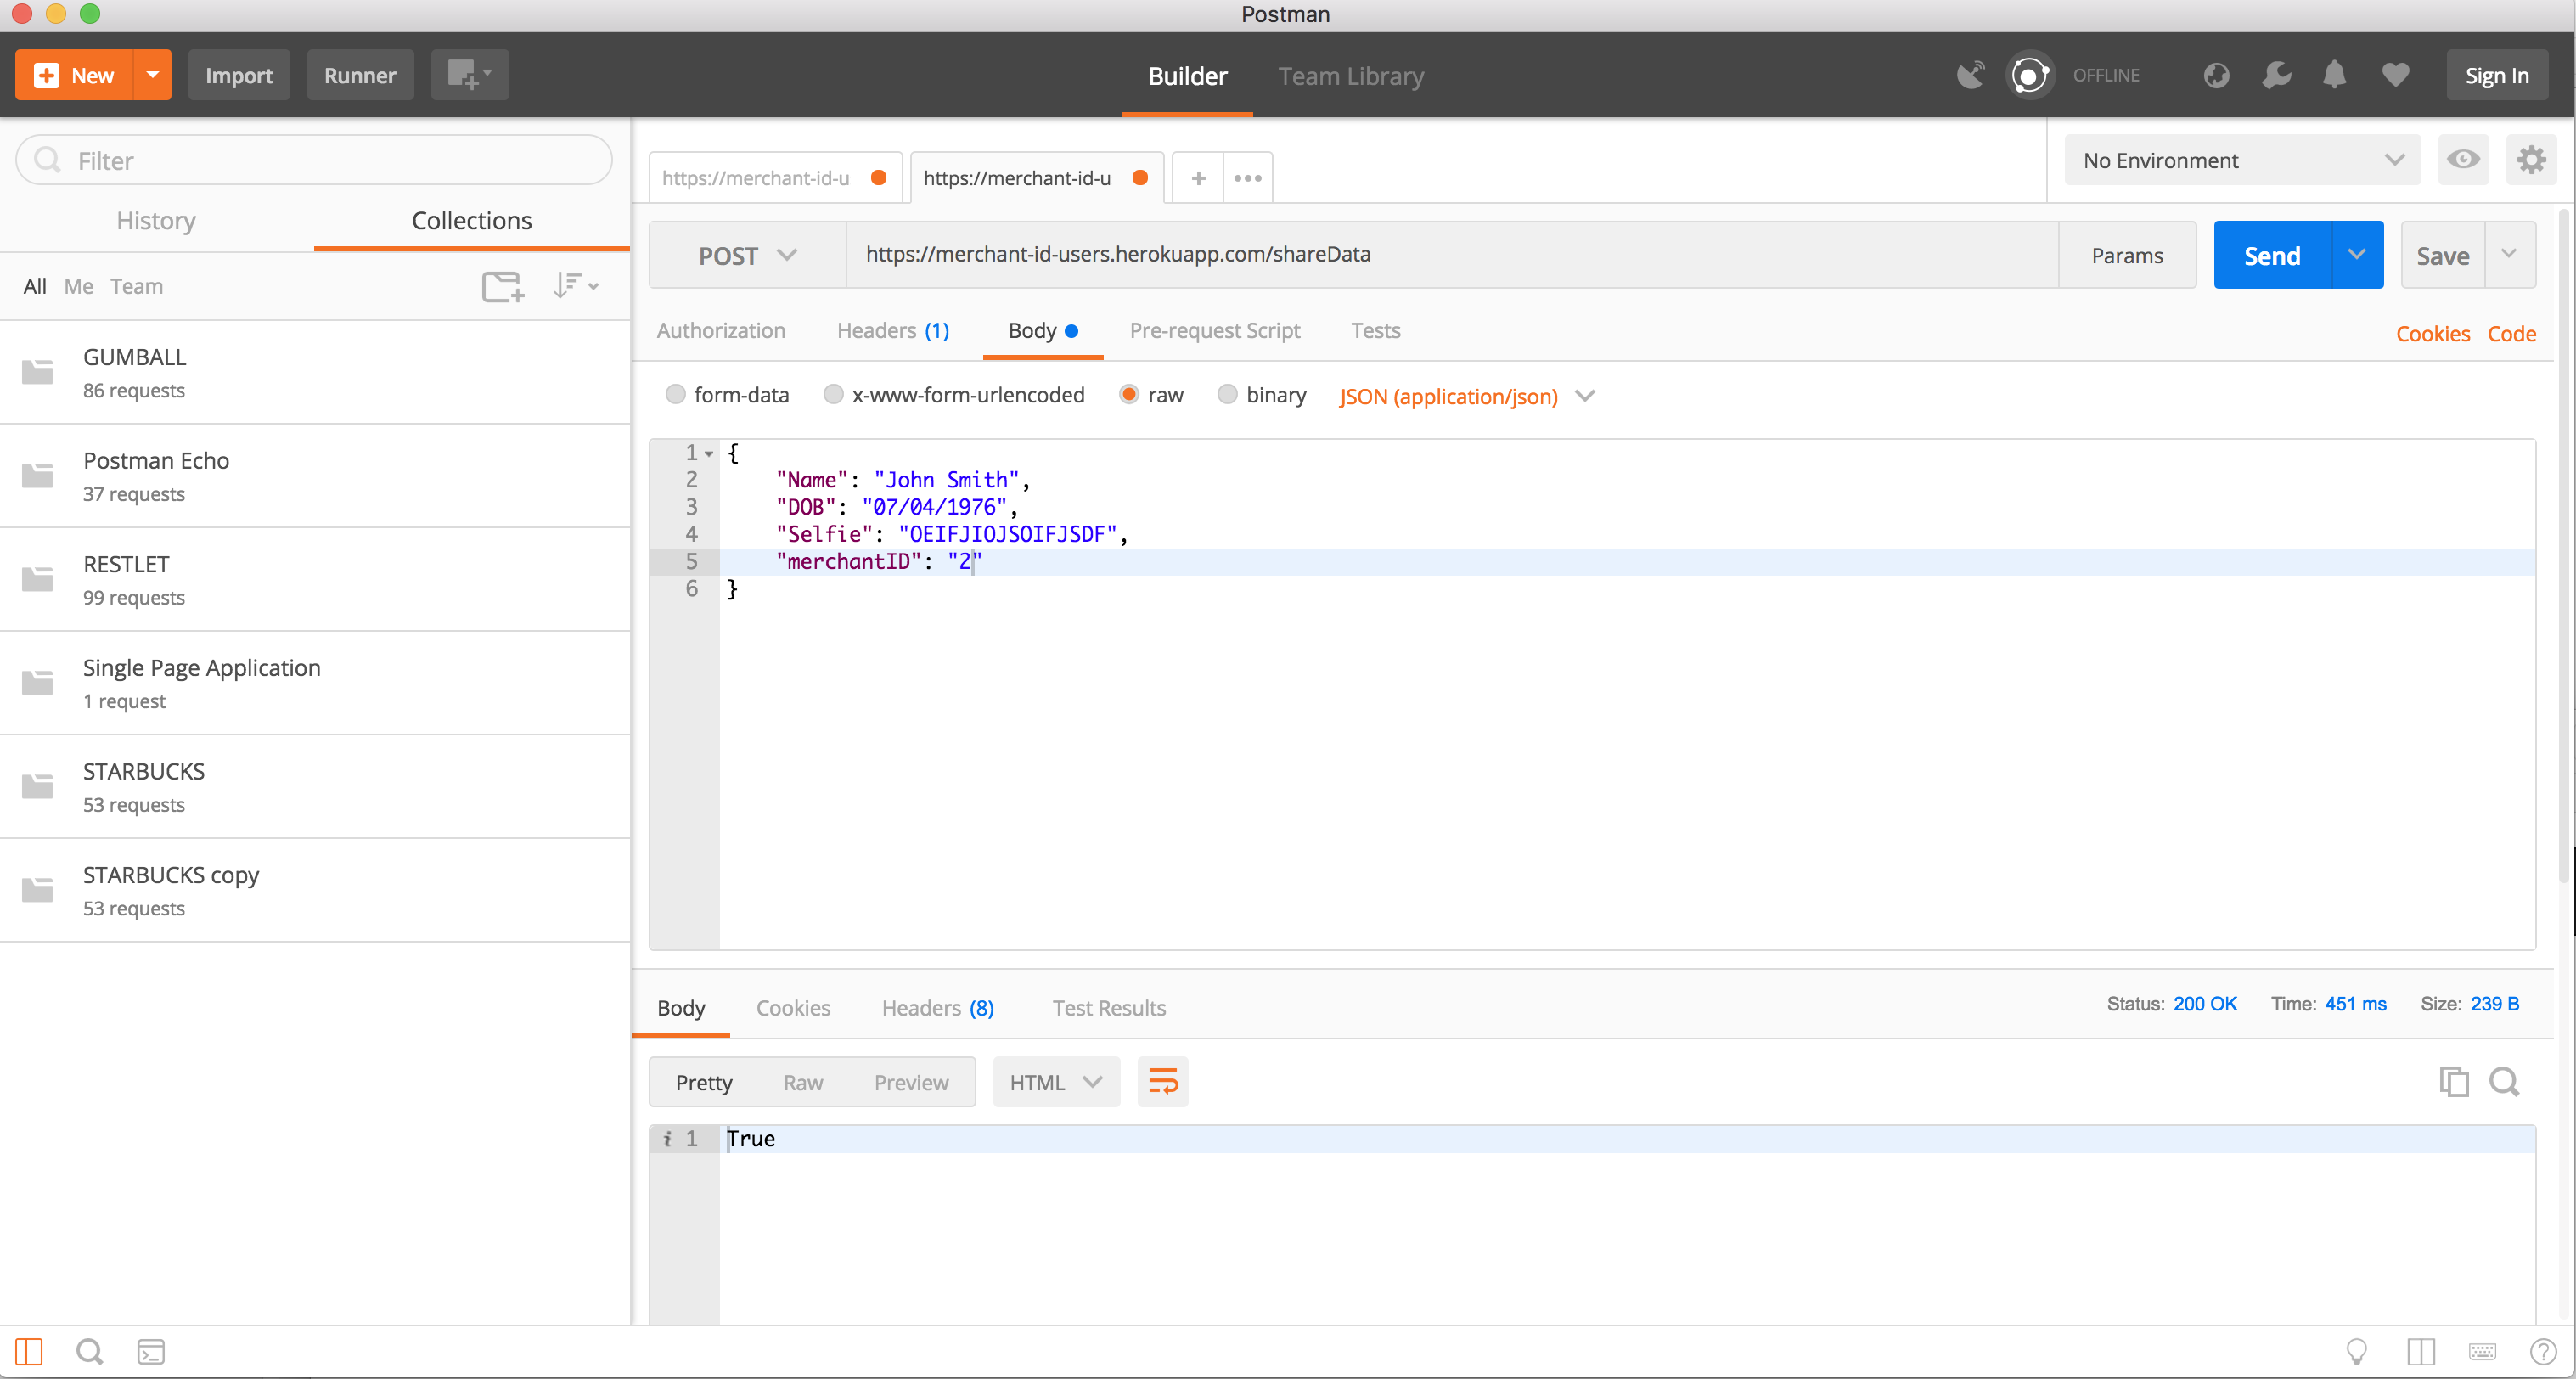 Postman
New Import Runner Builder Team Library OFFLINE Sign In
Filter
History Collections
All Me Team
GUMBALL
86 requests
Postman Echo
37 requests
RESTLET
99 requests
Single Page Application
1 request
STARBUCKS
53 requests
STARBUCKS copy
53 requests
https://merchant-id-u https://merchant-id-u + No Environment
POST https://merchant-id-users.herokuapp.com/shareData Params Send Save
Authorization Headers (1) Body Pre-request Script Tests Cookies Code
form-data x-www-form-urlencoded raw binary JSON (application/json)
1 {
2 "Name": "John Smith",
3 "DOB": "07/04/1976",
4 "Selfie": "OEIFJIOJSOIFJSDF",
5 "merchantID": "2"
6 }
Body Cookies Headers (8) Test Results Status: 200 OK Time: 451 ms Size: 239 B
Pretty Raw Preview HTML
i 1 True